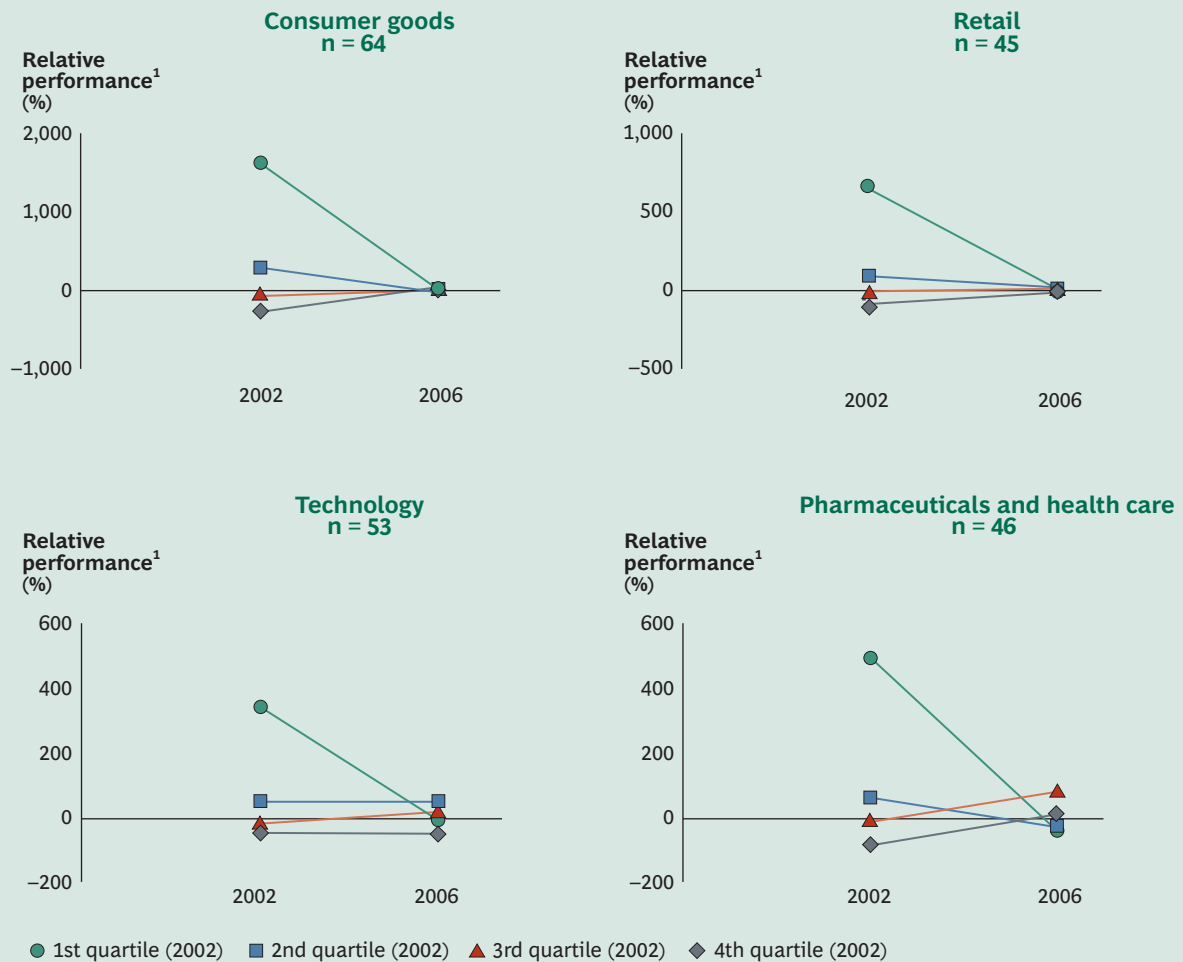 Consumer goods
n = 64
Relative
performance¹
(%)
2,000
1,000
0
–1,000
2002
2006
Retail
n = 45
Relative
performance¹
(%)
1,000
500
0
–500
2002
2006
Technology
n = 53
Relative
performance¹
(%)
600
400
200
0
–200
2002
2006
Pharmaceuticals and health care
n = 46
Relative
performance¹
(%)
600
400
200
0
–200
2002
2006
1st quartile (2002) 2nd quartile (2002) 3rd quartile (2002) 4th quartile (2002)